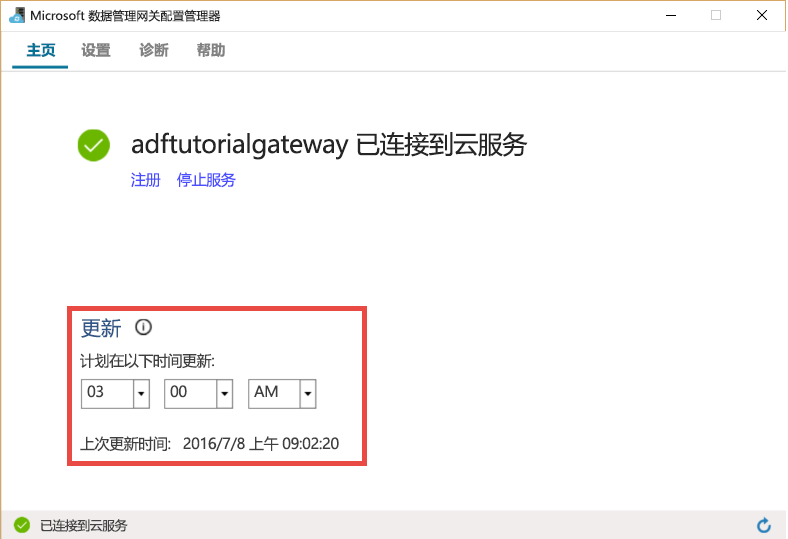 Microsoft 数据管理网关配置管理器
主页 设置 诊断 帮助
adftutorialgateway 已连接到云服务
注册 停止服务
更新
计划在以下时间更新:
03 00 AM
上次更新时间: 2016/7/8 上午 09:02:20
已连接到云服务